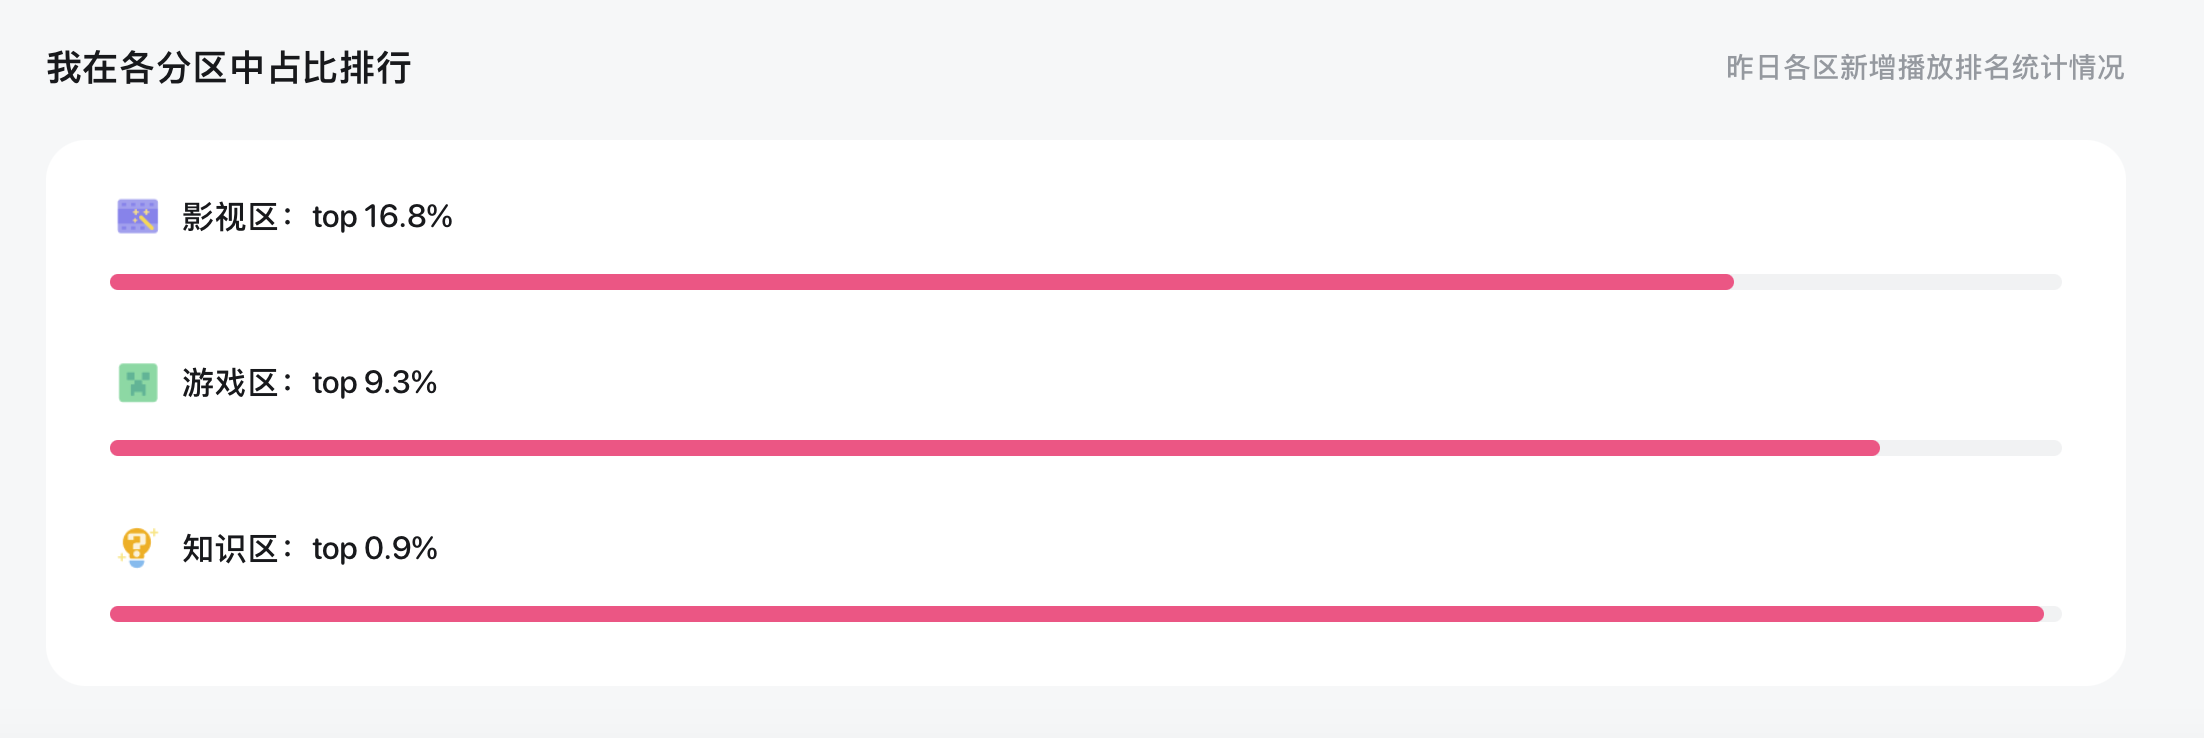 我在各分区中占比排行
昨日各区新增播放排名统计情况
影视区：top 16.8%
游戏区：top 9.3%
知识区：top 0.9%